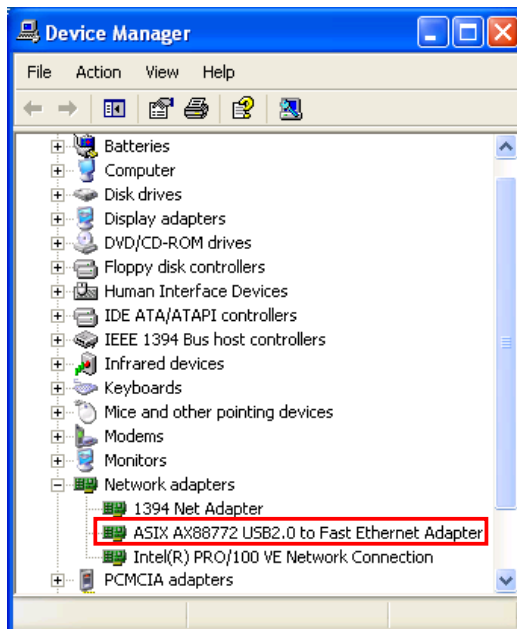 Device Manager
File Action View Help
Batteries
Computer
Disk drives
Display adapters
DVD/CD-ROM drives
Floppy disk controllers
Human Interface Devices
IDE ATA/ATAPI controllers
IEEE 1394 Bus host controllers
Infrared devices
Keyboards
Mice and other pointing devices
Modems
Monitors
Network adapters
1394 Net Adapter
ASIX AX88772 USB2.0 to Fast Ethernet Adapter
Intel(R) PRO/100 VE Network Connection
PCMCIA adapters